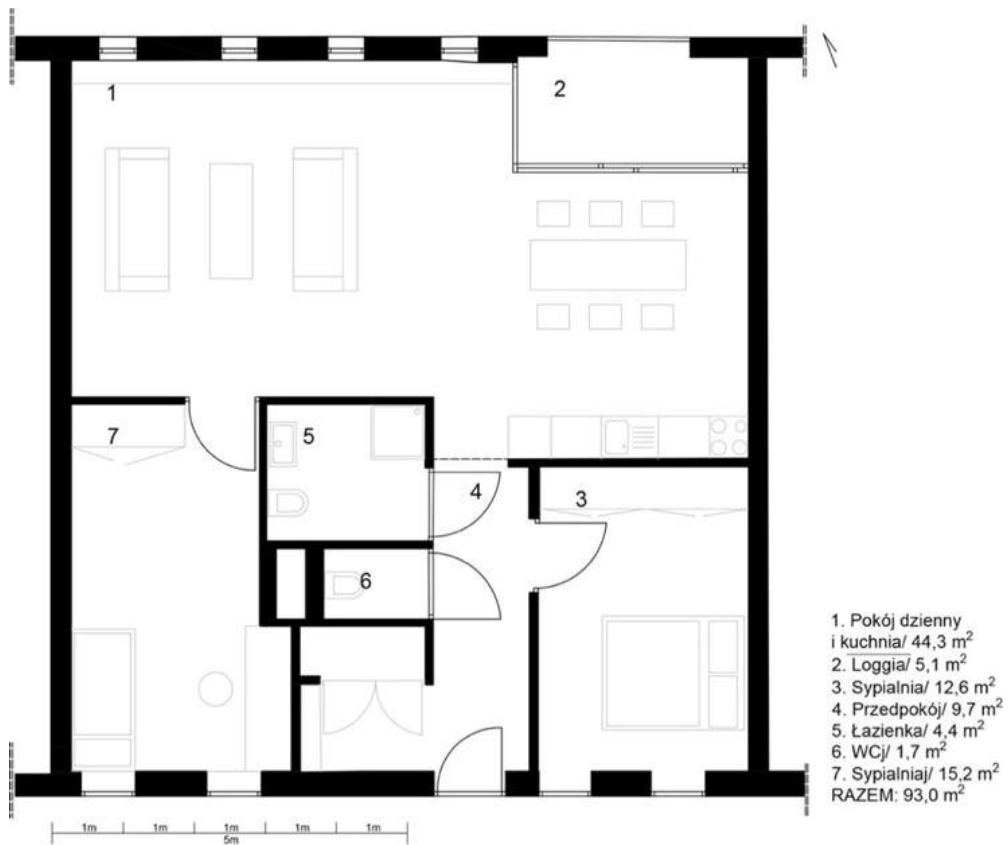 1
2
7
5
4
3
6
1. Pokój dzienny
i kuchnia/ 44,3 m²
2. Loggia/ 5,1 m²
3. Sypialnia/ 12,6 m²
4. Przedpokój/ 9,7 m²
5. Łazienka/ 4,4 m²
6. WCj/ 1,7 m²
7. Sypialniaj/ 15,2 m²
RAZEM: 93,0 m²
1m 1m 1m 1m 1m
5m